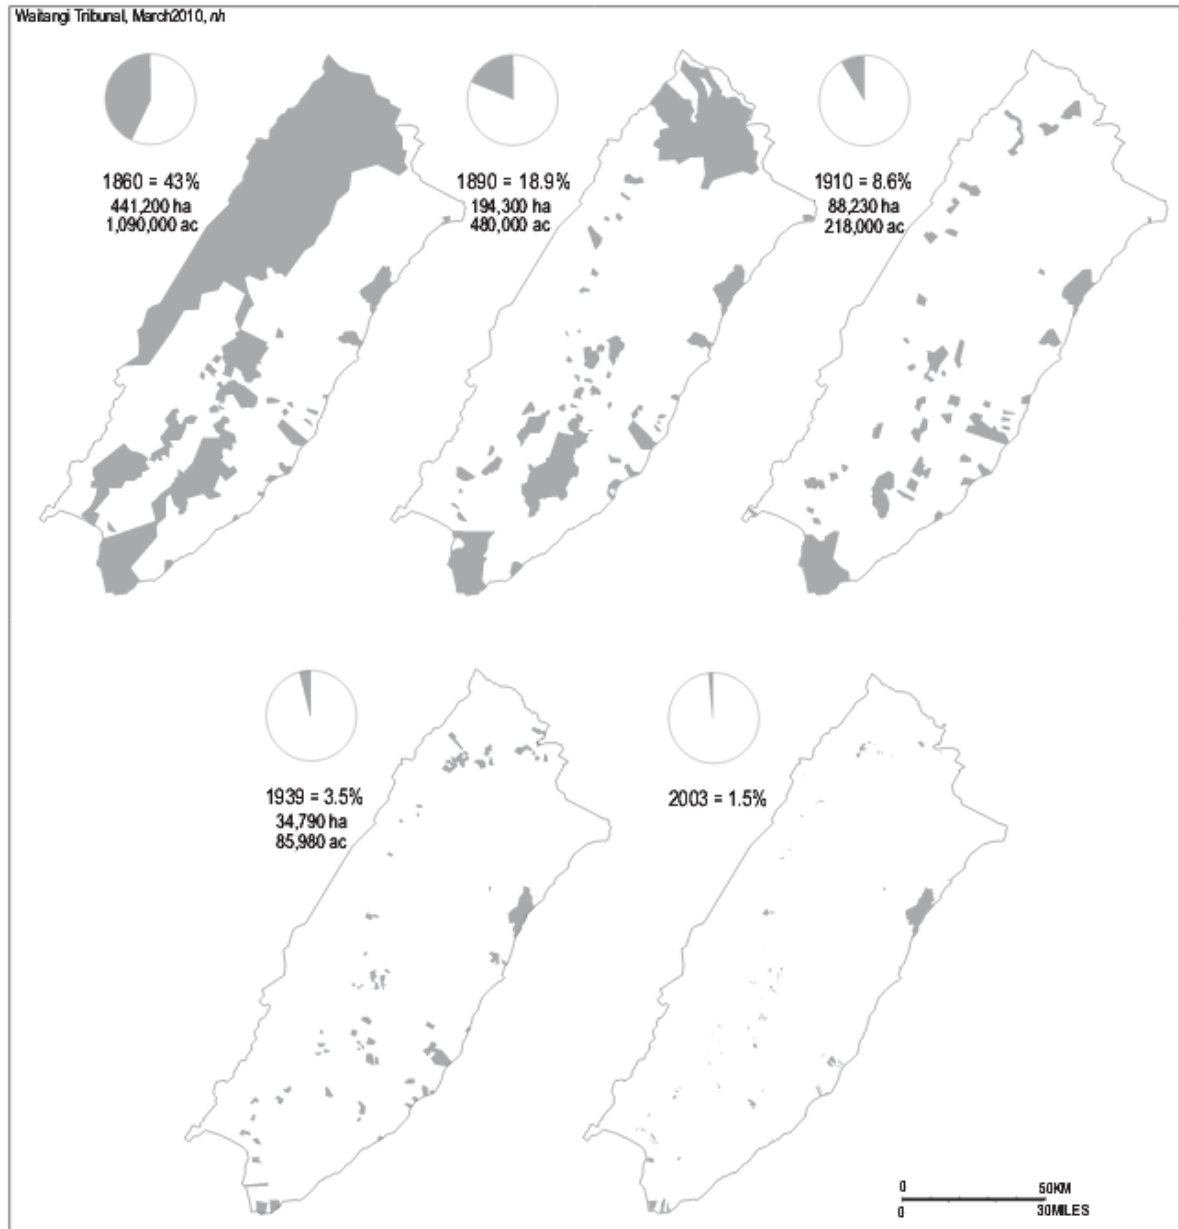 Waitangi Tribunal, March2010, nh
1860 = 43%
441,200 ha
1,090,000 ac
1890 = 18.9%
194,300 ha
480,000 ac
1910 = 8.6%
88,230 ha
218,000 ac
1939 = 3.5%
34,790 ha
85,980 ac
2003 = 1.5%
0 50KM
0 30MILES